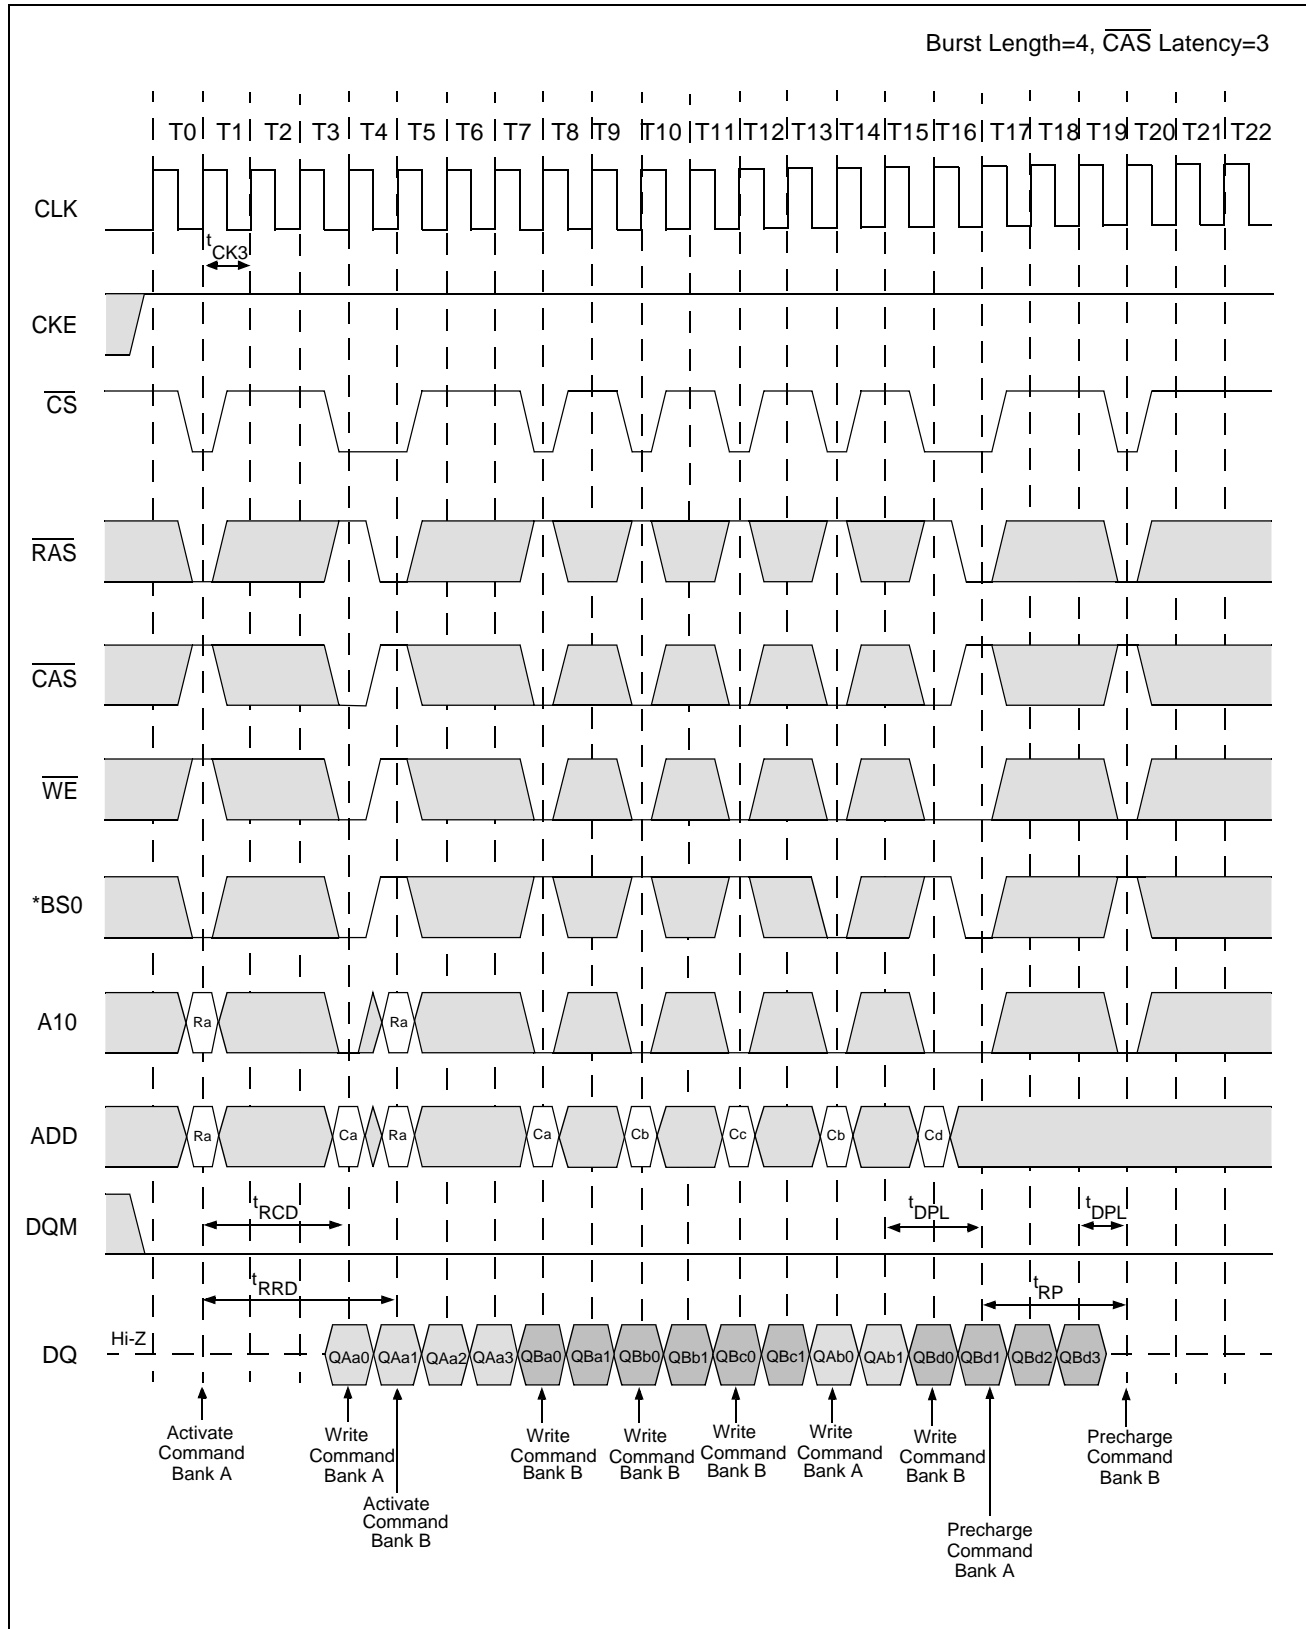 Burst Length=4, CAS Latency=3
T0 T1 T2 T3 T4 T5 T6 T7 T8 T9 T10 T11 T12 T13 T14 T15 T16 T17 T18 T19 T20 T21 T22
CLK
tCK3
CKE
CS
RAS
CAS
WE
*BS0
A10 Ra Ra
ADD Ra Ca Ra Ca Cb Cc Cb Cd
DQM tRCD tDPL tDPL
tRRD tRP
Hi-Z
DQ QAa0 QAa1 QAa2 QAa3 QBa0 QBa1 QBb0 QBb1 QBc0 QBc1 QAb0 QAb1 QBd0 QBd1 QBd2 QBd3
Activate
Command
Bank A
Write
Command
Bank A
Activate
Command
Bank B
Write
Command
Bank B
Write
Command
Bank B
Write
Command
Bank B
Write
Command
Bank A
Write
Command
Bank B
Precharge
Command
Bank A
Precharge
Command
Bank B